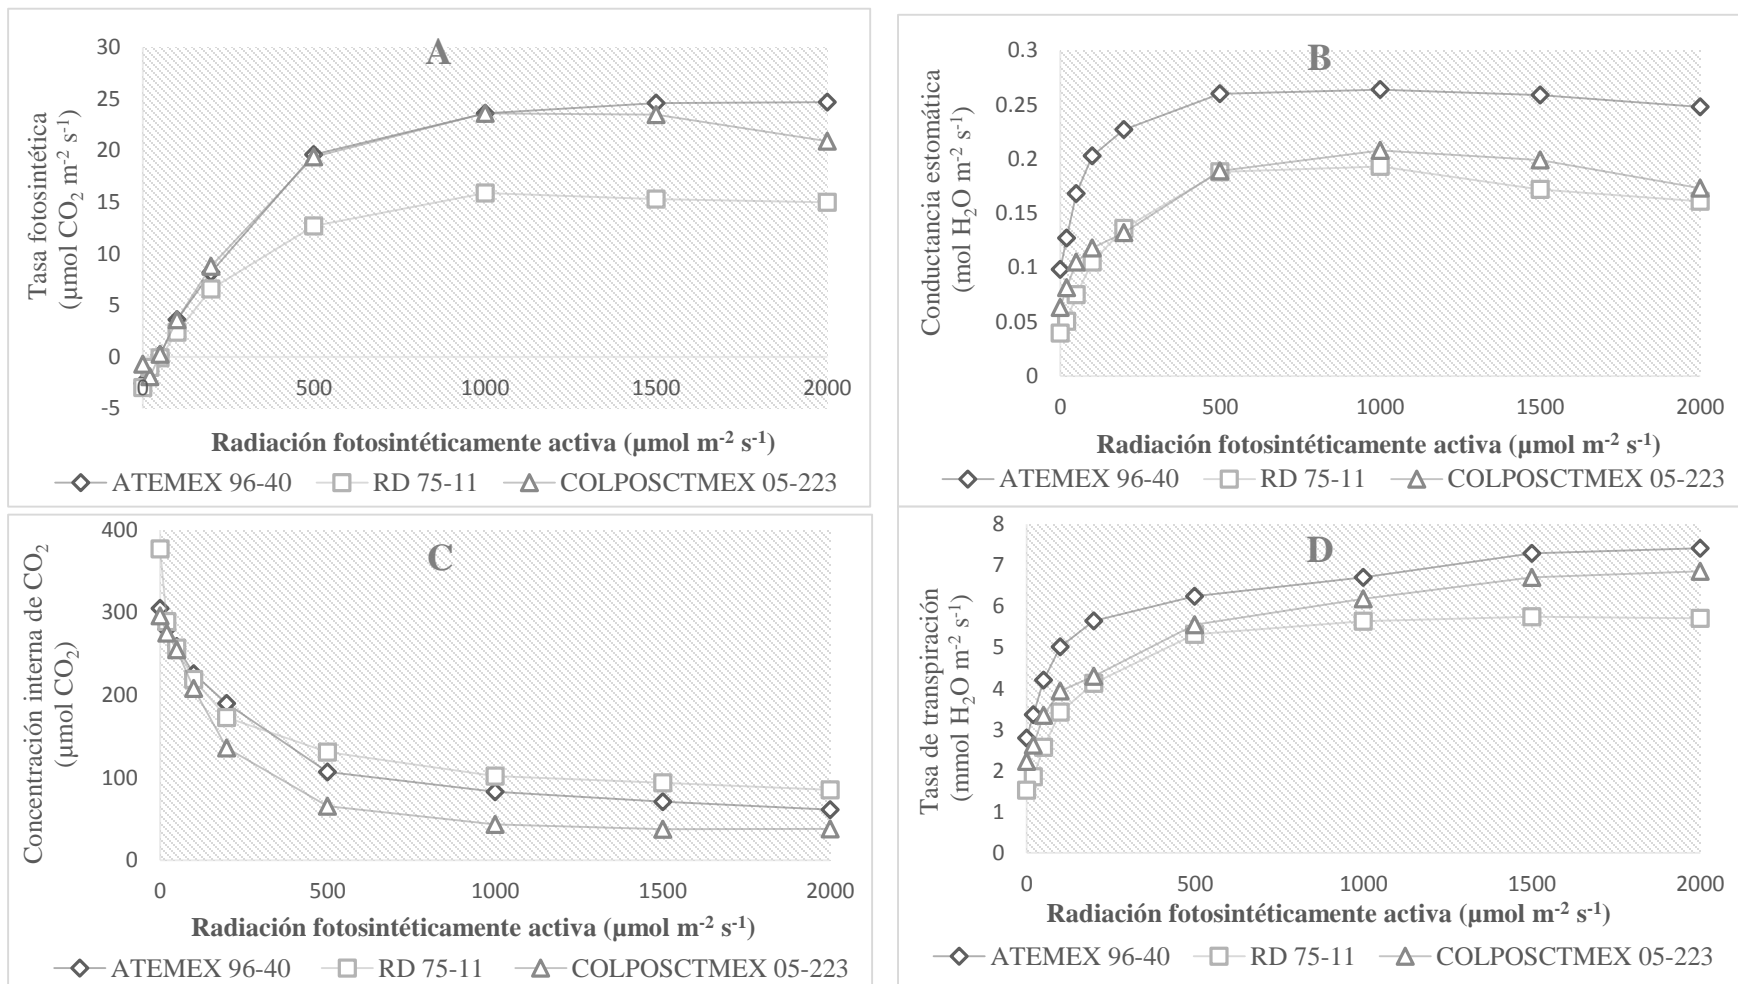 A
Tasa fotosintética
(µmol CO₂ m⁻² s⁻¹)
30
25
20
15
10
5
0
-5
0
500
1000
1500
2000
Radiación fotosintéticamente activa (µmol m⁻² s⁻¹)
ATEMEX 96-40 RD 75-11 COLPOSCTMEX 05-223
B
Conductancia estomática
(mol H₂O m⁻² s⁻¹)
0.3
0.25
0.2
0.15
0.1
0.05
0
0
500
1000
1500
2000
Radiación fotosintéticamente activa (µmol m⁻² s⁻¹)
ATEMEX 96-40 RD 75-11 COLPOSCTMEX 05-223
C
Concentración interna de CO₂
(µmol CO₂)
400
300
200
100
0
0
500
1000
1500
2000
Radiación fotosintéticamente activa (µmol m⁻² s⁻¹)
ATEMEX 96-40 RD 75-11 COLPOSCTMEX 05-223
D
Tasa de transpiración
(mmol H₂O m⁻² s⁻¹)
8
7
6
5
4
3
2
1
0
0
500
1000
1500
2000
Radiación fotosintéticamente activa (µmol m⁻² s⁻¹)
ATEMEX 96-40 RD 75-11 COLPOSCTMEX 05-223